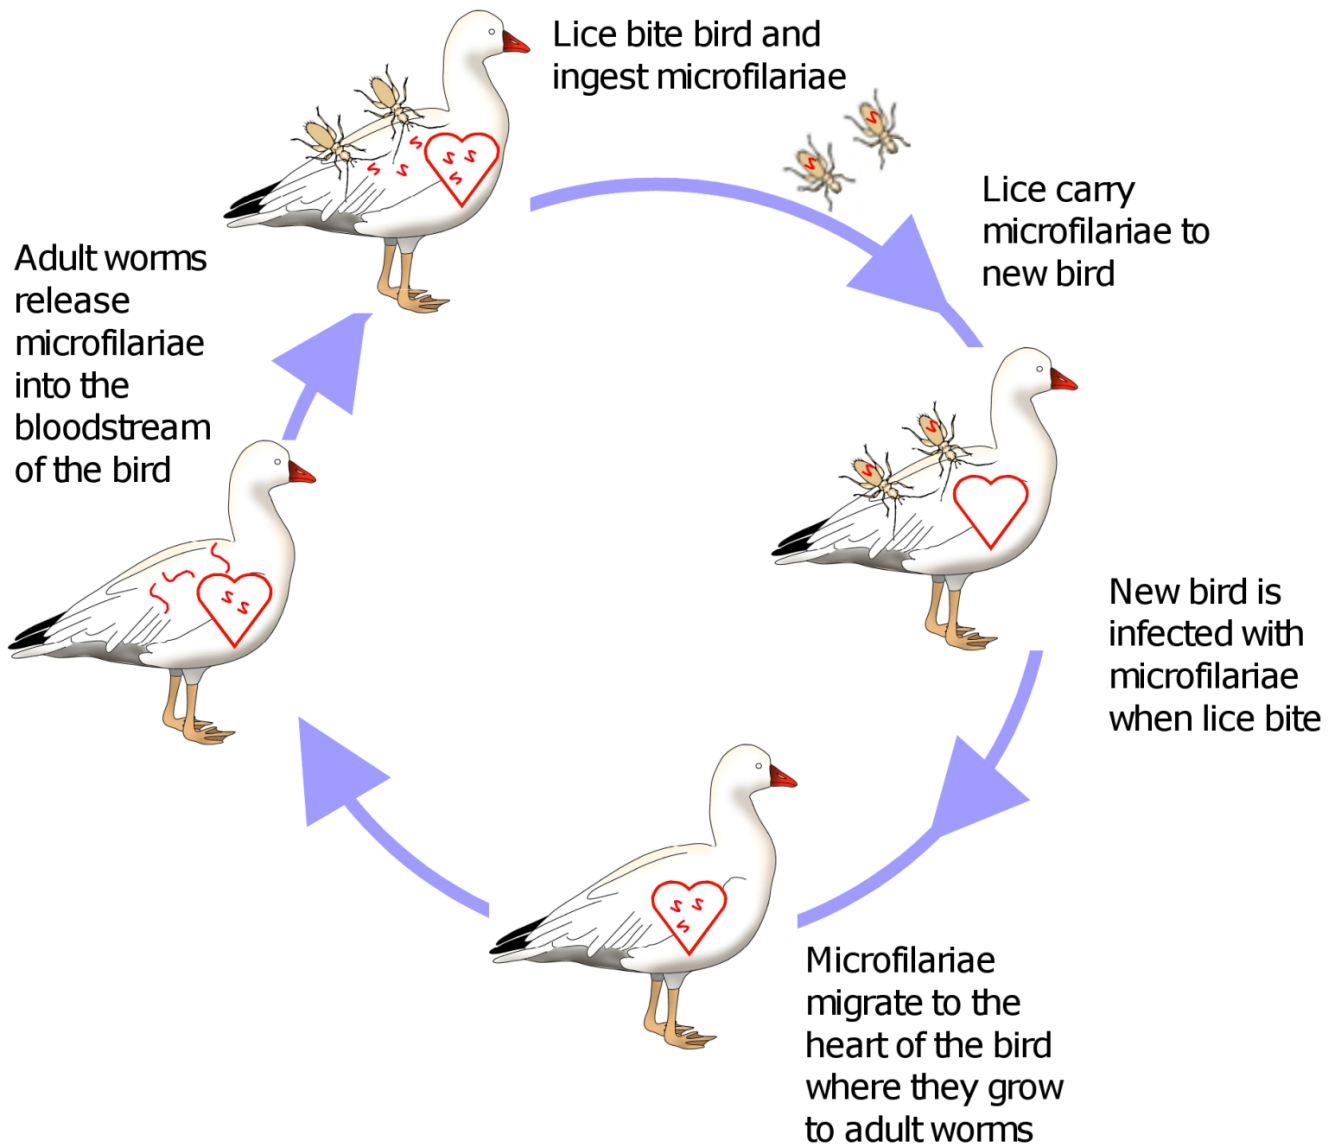 Lice bite bird and
ingest microfilariae
Lice carry
microfilariae to
new bird
New bird is
infected with
microfilariae
when lice bite
Microfilariae
migrate to the
heart of the bird
where they grow
to adult worms
Adult worms
release
microfilariae
into the
bloodstream
of the bird